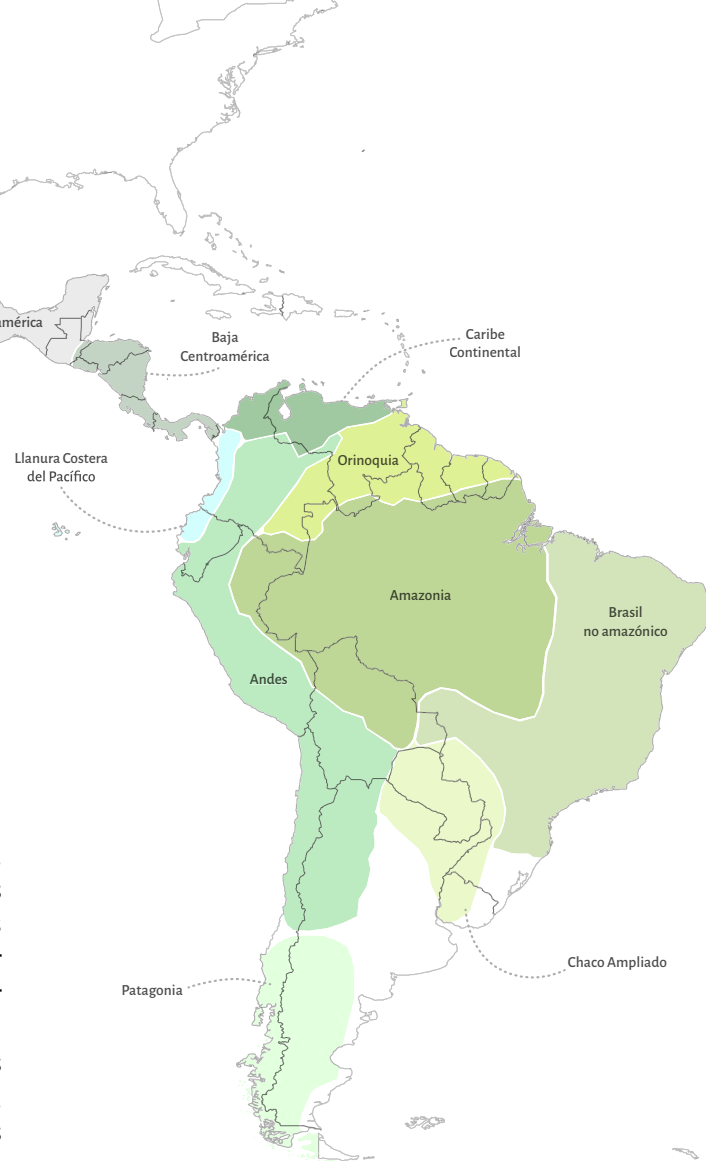 américa
Baja
Centroamérica
Caribe
Continental
Llanura Costera
del Pacífico
Orinoquia
Amazonia
Brasil
no amazónico
Andes
Chaco Ampliado
Patagonia